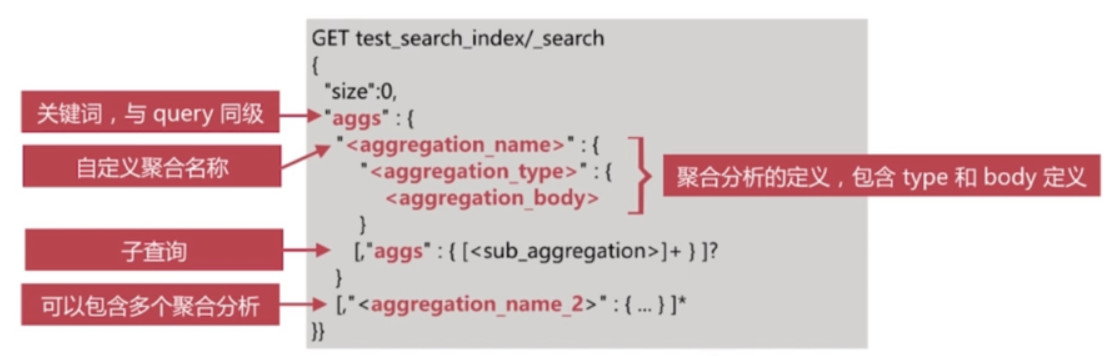 GET test_search_index/_search
{
"size":0,
关键词，与 query 同级
"aggs" : {
自定义聚合名称
"<aggregation_name>" : {
"<aggregation_type>" : {
<aggregation_body>
聚合分析的定义，包含 type 和 body 定义
}
子查询
[,"aggs" : { [<sub_aggregation>]+ } ]?
}
可以包含多个聚合分析
[,"<aggregation_name_2>" : { ... } ]*
}}